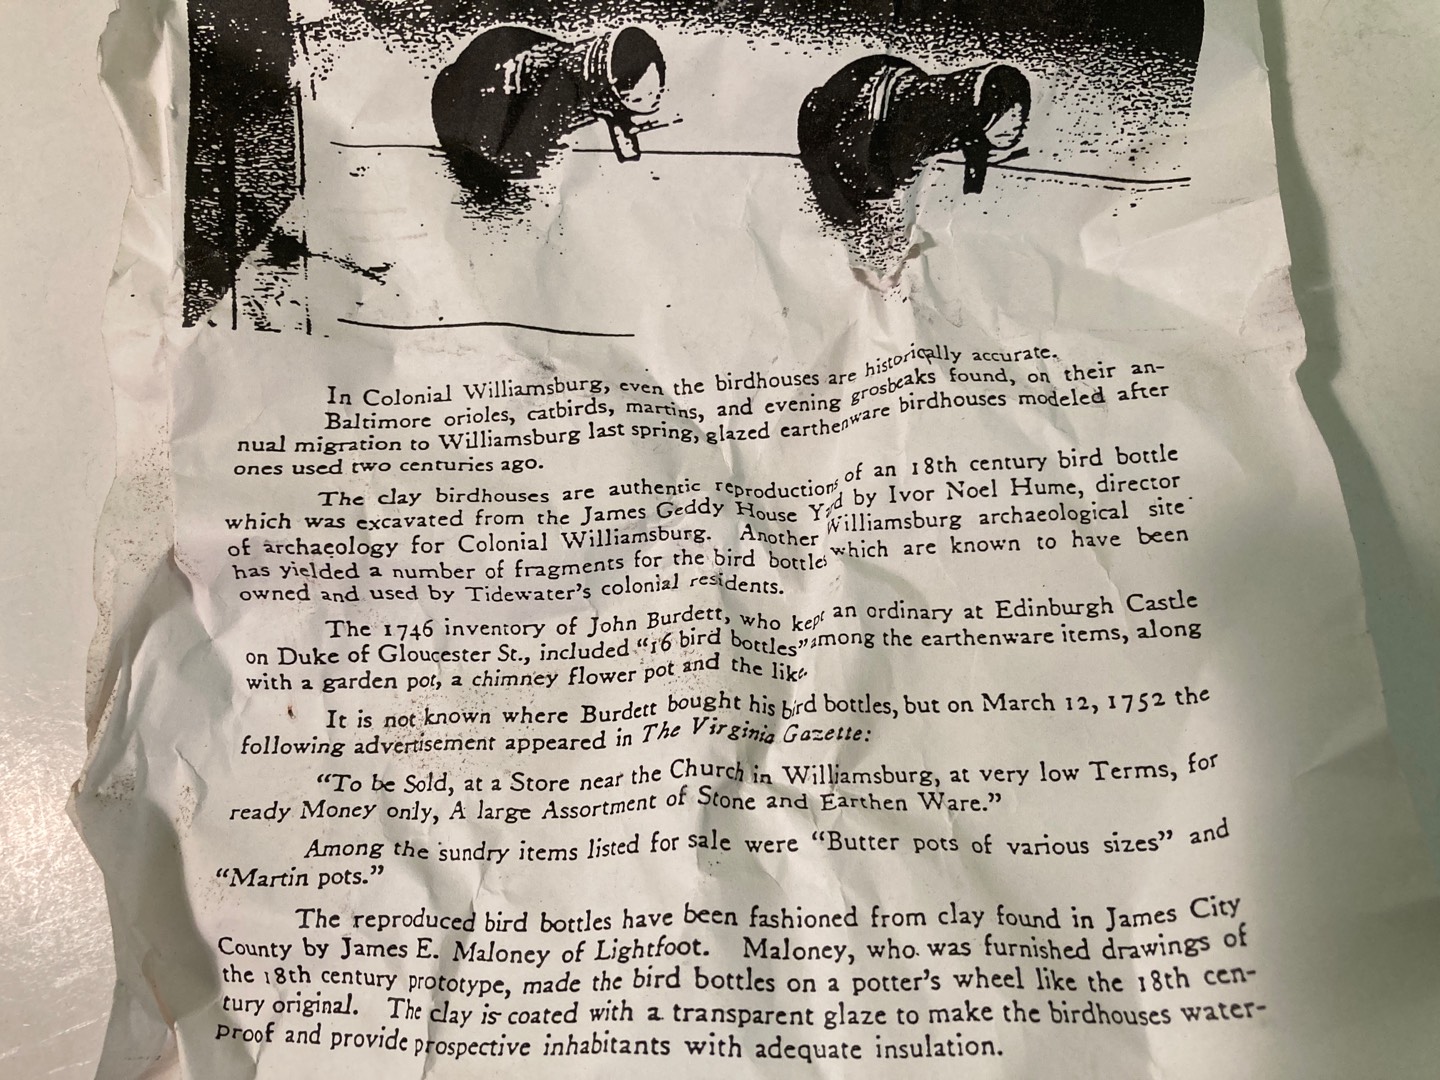 In Colonial Williamsburg, even the birdhouses are historically accurate.
Baltimore orioles, catbirds, martins, and evening grosbeaks found, on their an-
nual migration to Williamsburg last spring, glazed earthenware birdhouses modeled after
ones used two centuries ago.
The clay birdhouses are authentic reproductions of an 18th century bird bottle
which was excavated from the James Geddy House Yard by Ivor Noel Hume, director
of archaeology for Colonial Williamsburg. Another Williamsburg archaeological site
has yielded a number of fragments for the bird bottles which are known to have been
owned and used by Tidewater's colonial residents.
The 1746 inventory of John Burdett, who kept an ordinary at Edinburgh Castle
on Duke of Gloucester St., included "16 bird bottles" among the earthenware items, along
with a garden pot, a chimney flower pot and the like.
It is not known where Burdett bought his bird bottles, but on March 12, 1752 the
following advertisement appeared in The Virginia Gazette:
"To be Sold, at a Store near the Church in Williamsburg, at very low Terms, for
ready Money only, A large Assortment of Stone and Earthen Ware."
Among the sundry items listed for sale were "Butter pots of various sizes" and
"Martin pots."
The reproduced bird bottles have been fashioned from clay found in James City
County by James E. Maloney of Lightfoot. Maloney, who was furnished drawings of
the 18th century prototype, made the bird bottles on a potter's wheel like the 18th cen-
tury original. The clay is coated with a transparent glaze to make the birdhouses water-
proof and provide prospective inhabitants with adequate insulation.